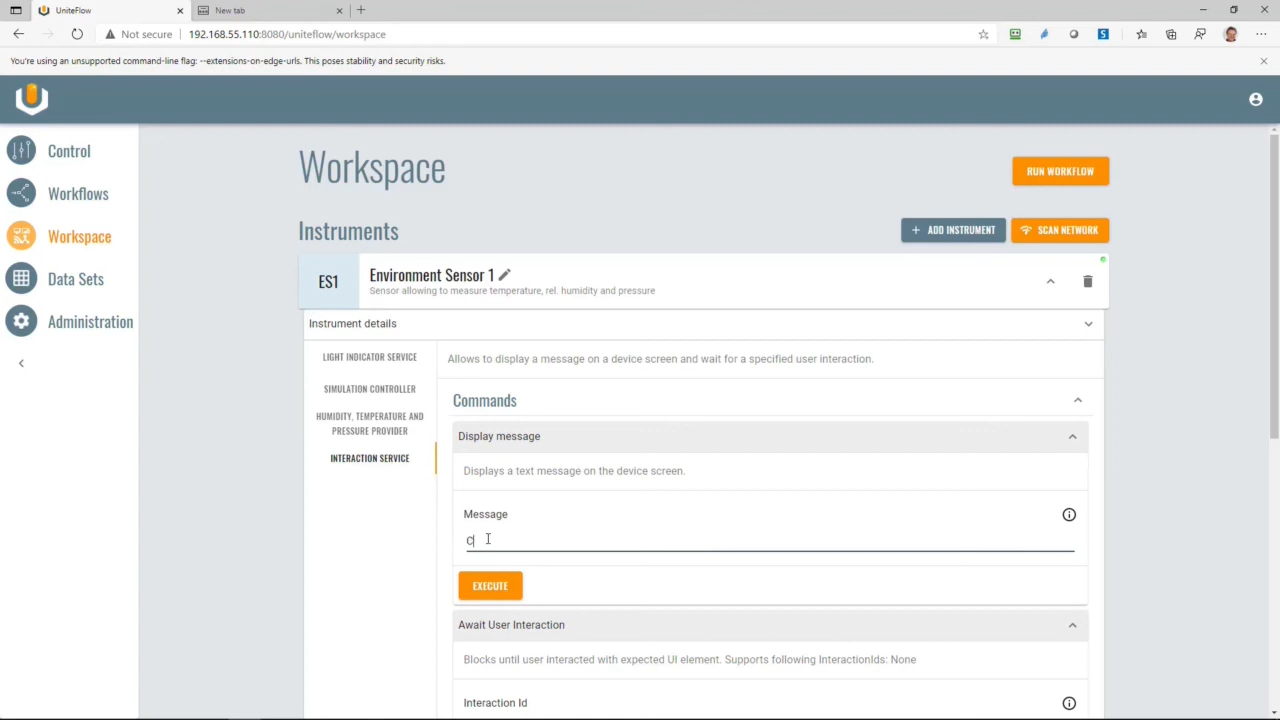 UniteFlow
New tab
Not secure
192.168.55.110:8080/uniteflow/workspace
You're using an unsupported command-line flag: --extensions-on-edge-urls. This poses stability and security risks.
Control
Workflows
Workspace
Data Sets
Administration
Workspace
RUN WORKFLOW
Instruments
+ ADD INSTRUMENT
SCAN NETWORK
ES1
Environment Sensor 1
Sensor allowing to measure temperature, rel. humidity and pressure
Instrument details
LIGHT INDICATOR SERVICE
SIMULATION CONTROLLER
HUMIDITY, TEMPERATURE AND
PRESSURE PROVIDER
INTERACTION SERVICE
Allows to display a message on a device screen and wait for a specified user interaction.
Commands
Display message
Displays a text message on the device screen.
Message
C
EXECUTE
Await User Interaction
Blocks until user interacted with expected UI element. Supports following InteractionIds: None
Interaction Id